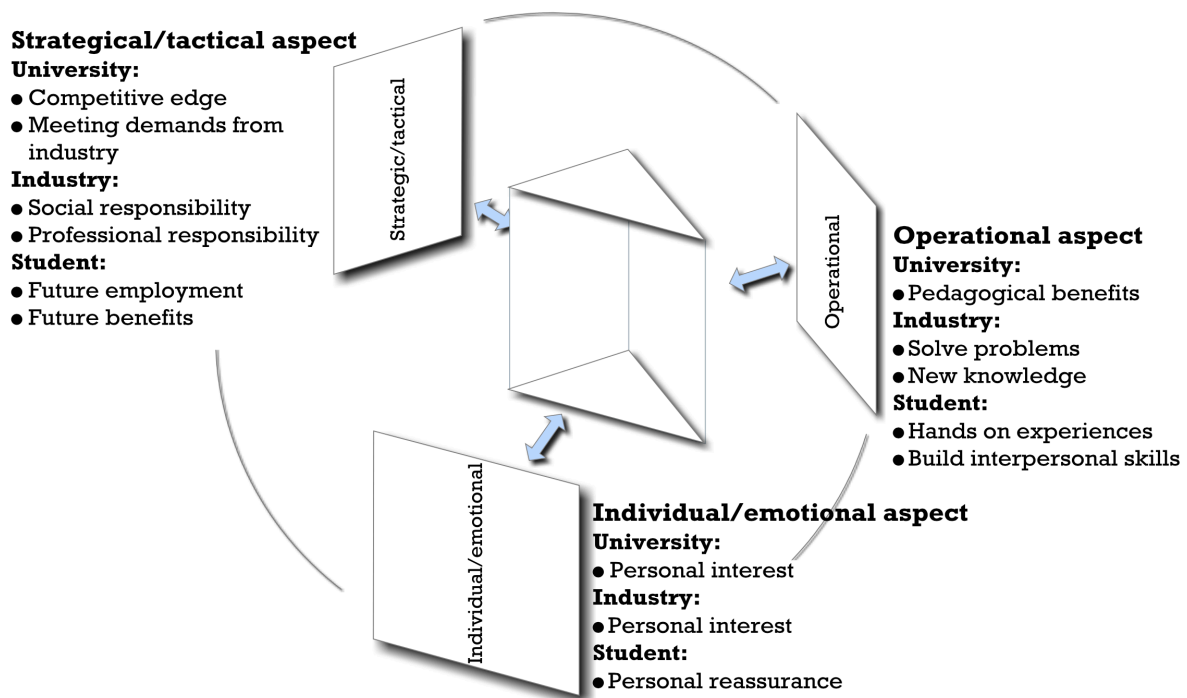 Strategical/tactical aspect
University:
● Competitive edge
● Meeting demands from
industry
Industry:
● Social responsibility
● Professional responsibility
Student:
● Future employment
● Future benefits
Strategic/tactical
Operational
Operational aspect
University:
● Pedagogical benefits
Industry:
● Solve problems
● New knowledge
Student:
● Hands on experiences
● Build interpersonal skills
Individual/emotional
Individual/emotional aspect
University:
● Personal interest
Industry:
● Personal interest
Student:
● Personal reassurance